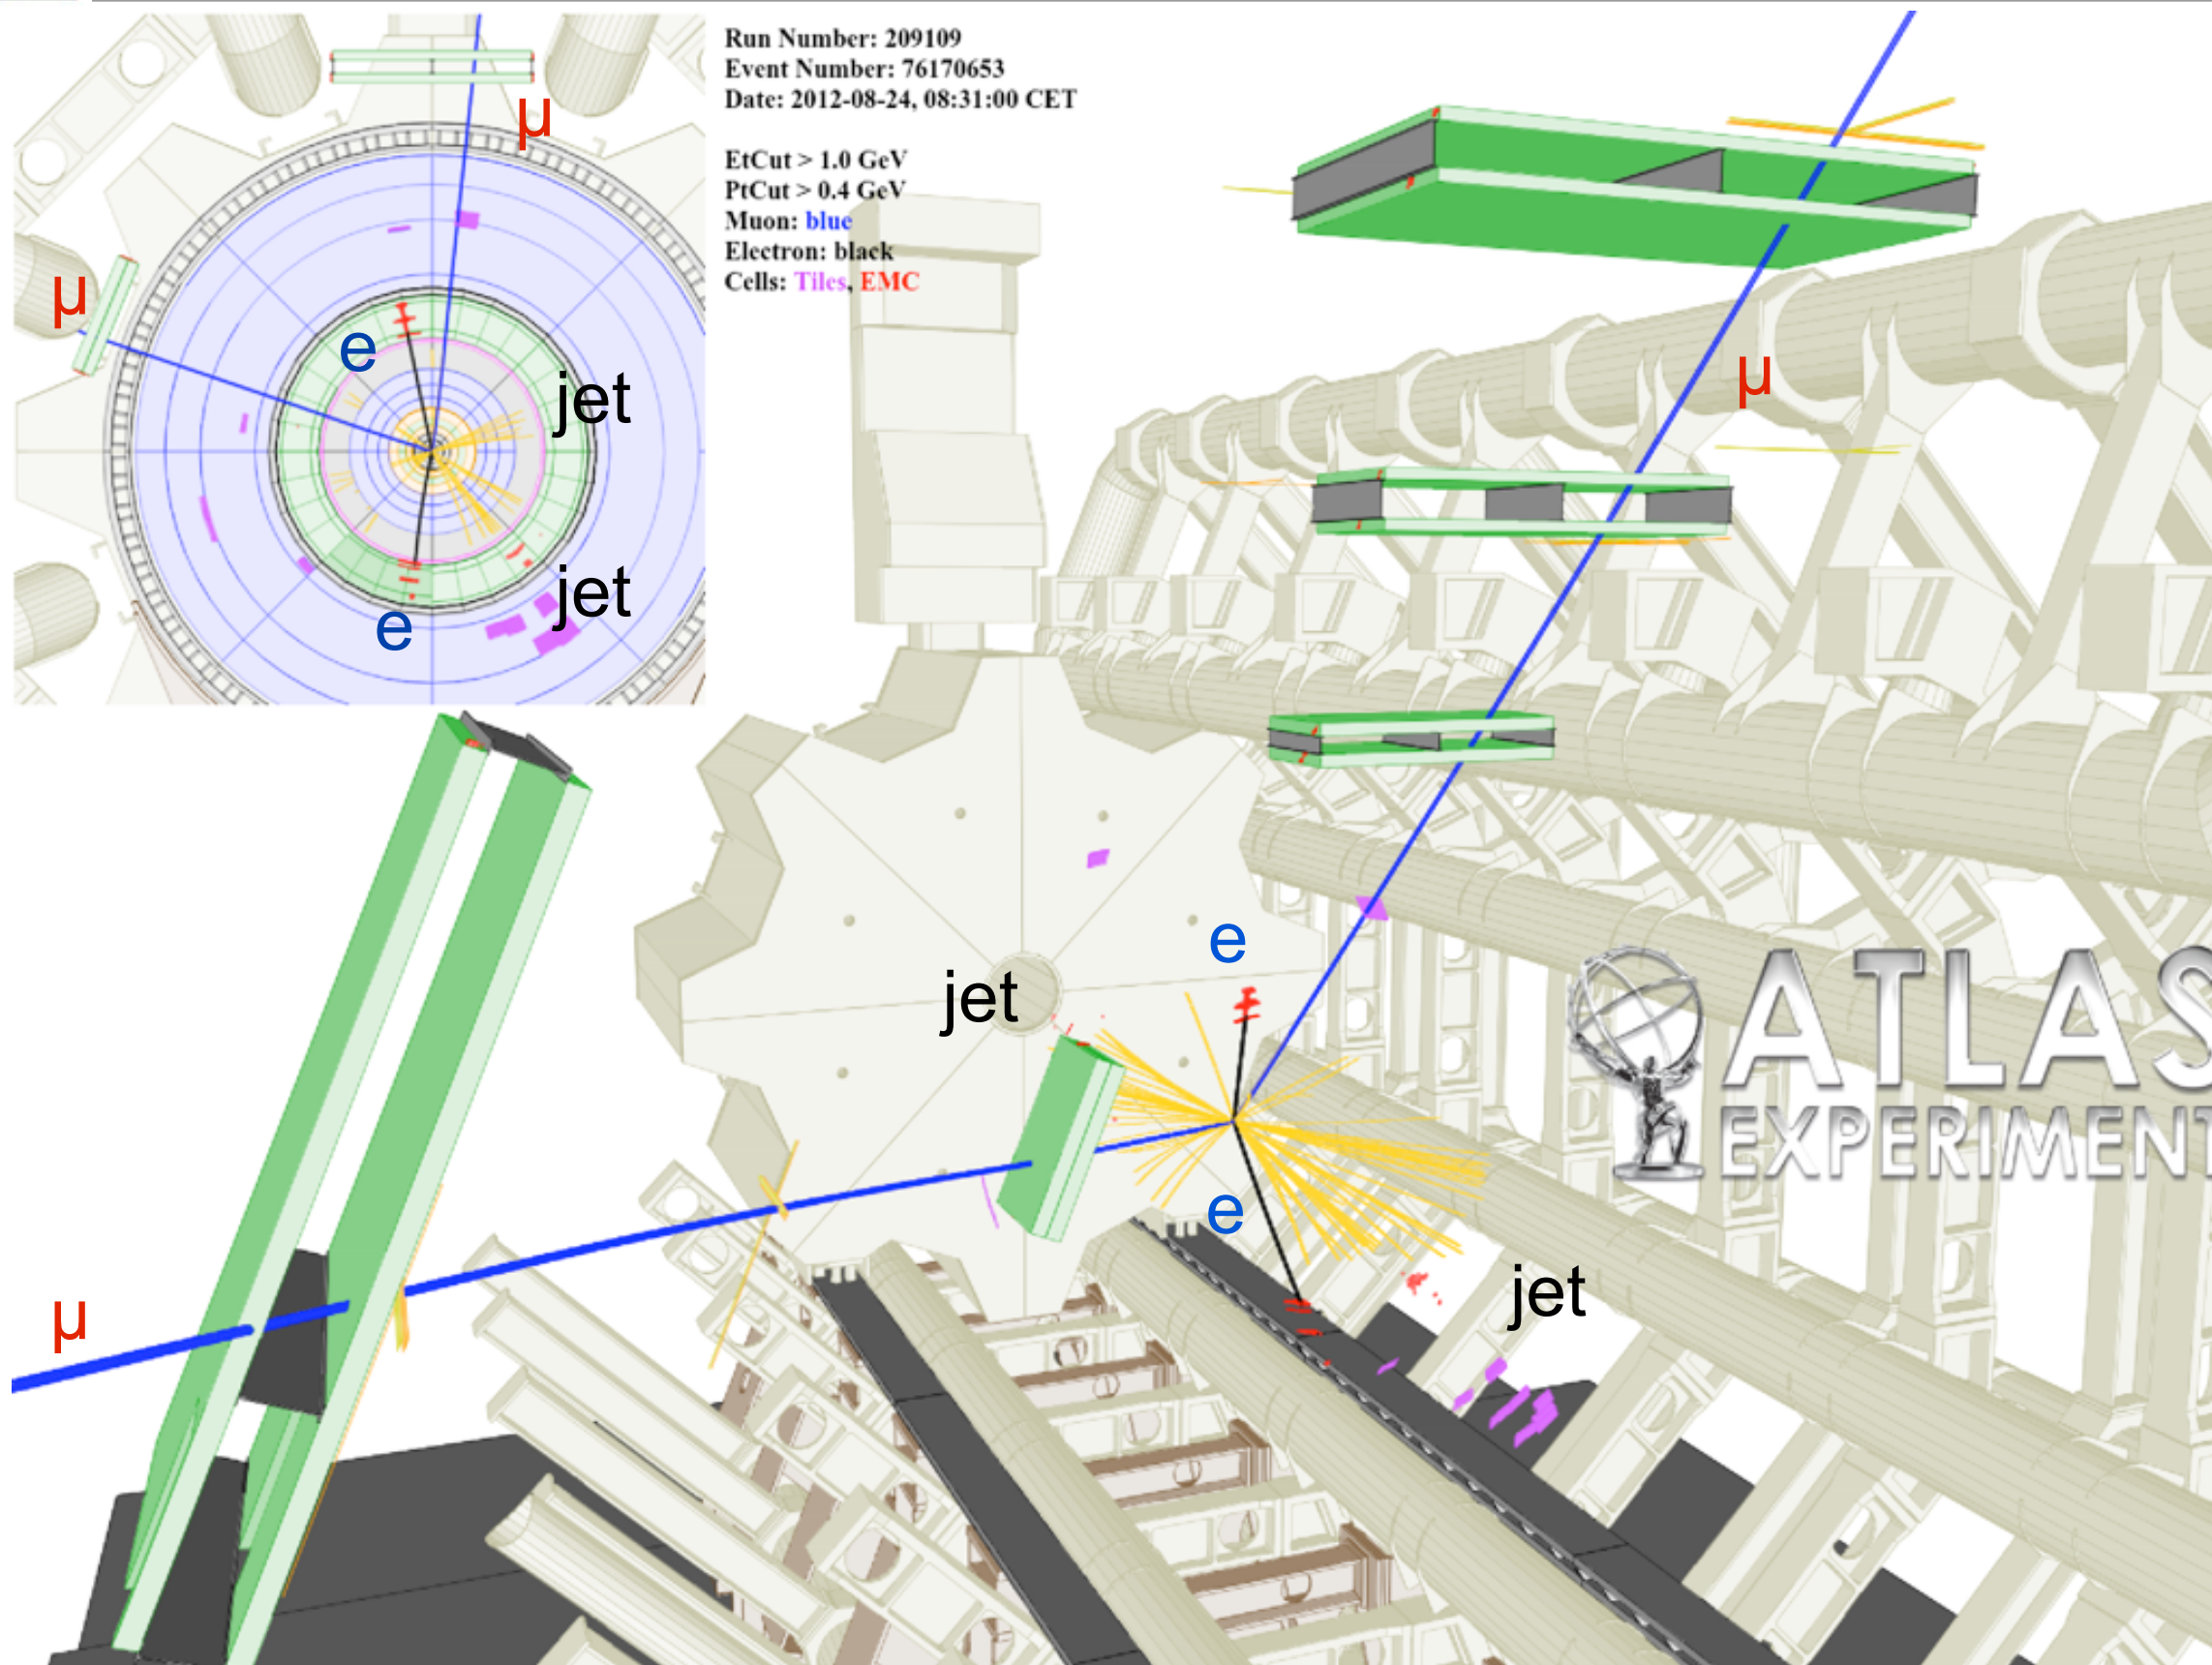 Run Number: 209109
Event Number: 76170653
Date: 2012-08-24, 08:31:00 CET
EtCut > 1.0 GeV
PtCut > 0.4 GeV
Muon: blue
Electron: black
Cells: Tiles, EMC
μ
μ
e
jet
jet
e
μ
e
jet
e
jet
μ
ATLAS
EXPERIMENT